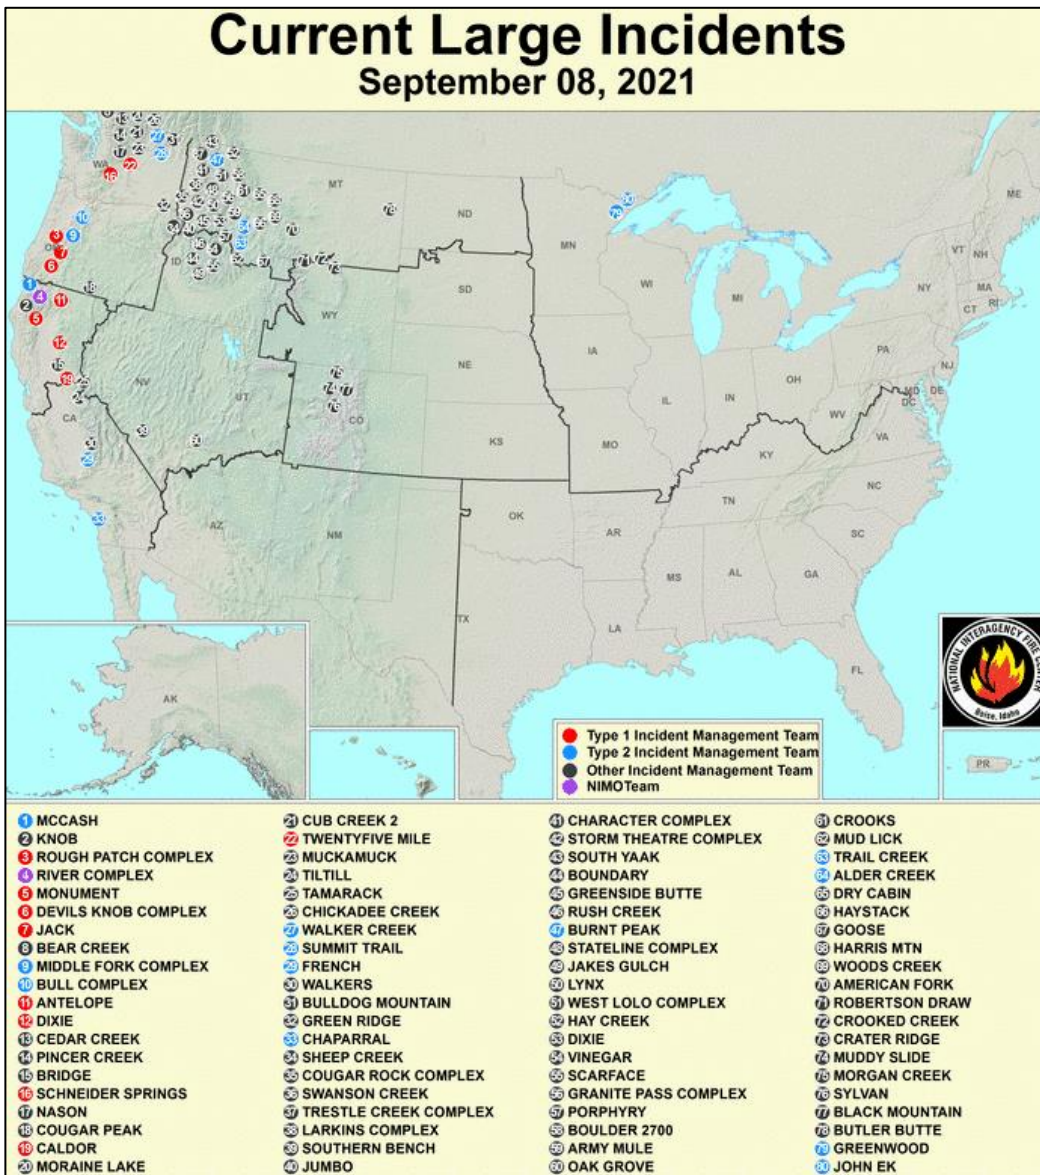 Current Large Incidents
September 08, 2021
WA
MT
ND
ME
OR
ID
MN
VT
NH
SD
WI
NY
MA
WY
MI
CT
RI
IA
PA
NE
NJ
NV
OH
MD
DE
UT
IL
IN
DC
CA
CO
WV
VA
KS
MO
KY
NC
TN
AZ
NM
OK
AR
SC
MS
AL
GA
TX
LA
FL
AK
PR
NATIONAL INTERAGENCY FIRE CENTER
Boise, Idaho
Type 1 Incident Management Team
Type 2 Incident Management Team
Other Incident Management Team
NIMOTeam
1 MCCASH
2 KNOB
3 ROUGH PATCH COMPLEX
4 RIVER COMPLEX
5 MONUMENT
6 DEVILS KNOB COMPLEX
7 JACK
8 BEAR CREEK
9 MIDDLE FORK COMPLEX
10 BULL COMPLEX
11 ANTELOPE
12 DIXIE
13 CEDAR CREEK
14 PINCER CREEK
15 BRIDGE
16 SCHNEIDER SPRINGS
17 NASON
18 COUGAR PEAK
19 CALDOR
20 MORAINE LAKE
21 CUB CREEK 2
22 TWENTYFIVE MILE
23 MUCKAMUCK
24 TILTILL
25 TAMARACK
26 CHICKADEE CREEK
27 WALKER CREEK
28 SUMMIT TRAIL
29 FRENCH
30 WALKERS
31 BULLDOG MOUNTAIN
32 GREEN RIDGE
33 CHAPARRAL
34 SHEEP CREEK
35 COUGAR ROCK COMPLEX
36 SWANSON CREEK
37 TRESTLE CREEK COMPLEX
38 LARKINS COMPLEX
39 SOUTHERN BENCH
40 JUMBO
41 CHARACTER COMPLEX
42 STORM THEATRE COMPLEX
43 SOUTH YAAK
44 BOUNDARY
45 GREENSIDE BUTTE
46 RUSH CREEK
47 BURNT PEAK
48 STATELINE COMPLEX
49 JAKES GULCH
50 LYNX
51 WEST LOLO COMPLEX
52 HAY CREEK
53 DIXIE
54 VINEGAR
55 SCARFACE
56 GRANITE PASS COMPLEX
57 PORPHYRY
58 BOULDER 2700
59 ARMY MULE
60 OAK GROVE
61 CROOKS
62 MUD LICK
63 TRAIL CREEK
64 ALDER CREEK
65 DRY CABIN
66 HAYSTACK
67 GOOSE
68 HARRIS MTN
69 WOODS CREEK
70 AMERICAN FORK
71 ROBERTSON DRAW
72 CROOKED CREEK
73 CRATER RIDGE
74 MUDDY SLIDE
75 MORGAN CREEK
76 SYLVAN
77 BLACK MOUNTAIN
78 BUTLER BUTTE
79 GREENWOOD
80 JOHN EK